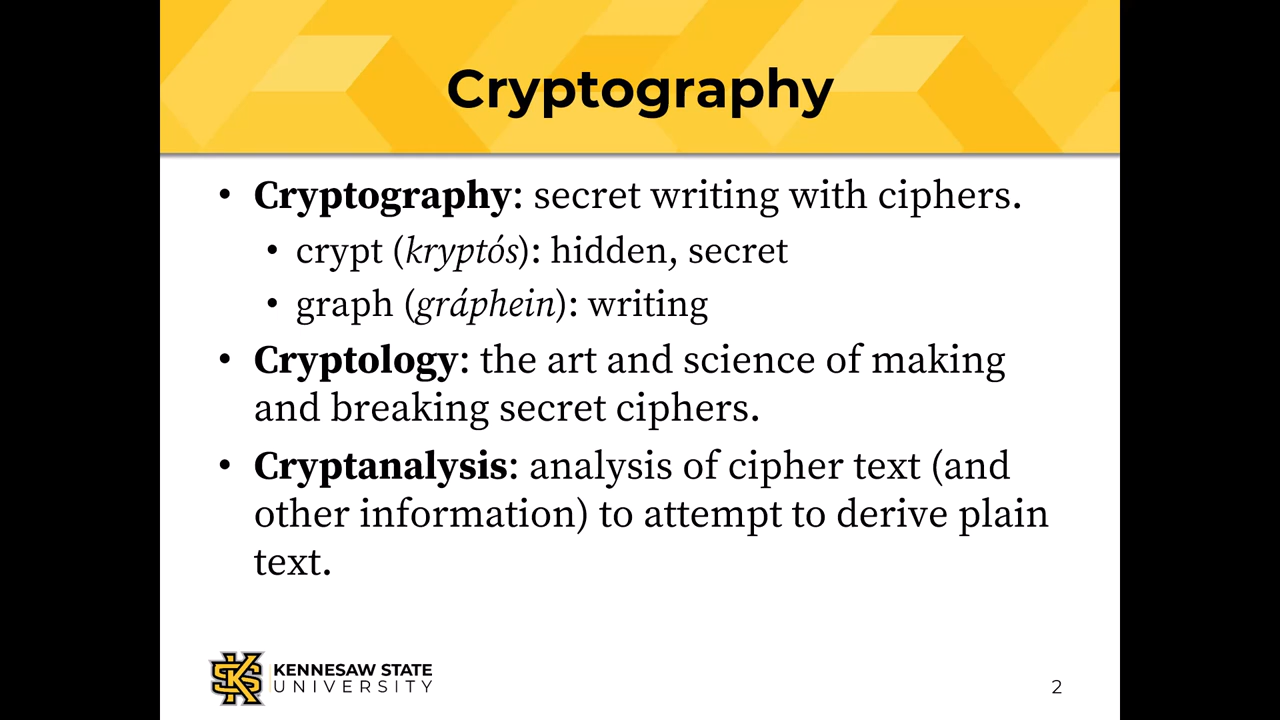 Cryptography
• Cryptography: secret writing with ciphers.
• crypt (kryptós): hidden, secret
• graph (gráphein): writing
• Cryptology: the art and science of making
and breaking secret ciphers.
• Cryptanalysis: analysis of cipher text (and
other information) to attempt to derive plain
text.
KENNESAW STATE
UNIVERSITY
2